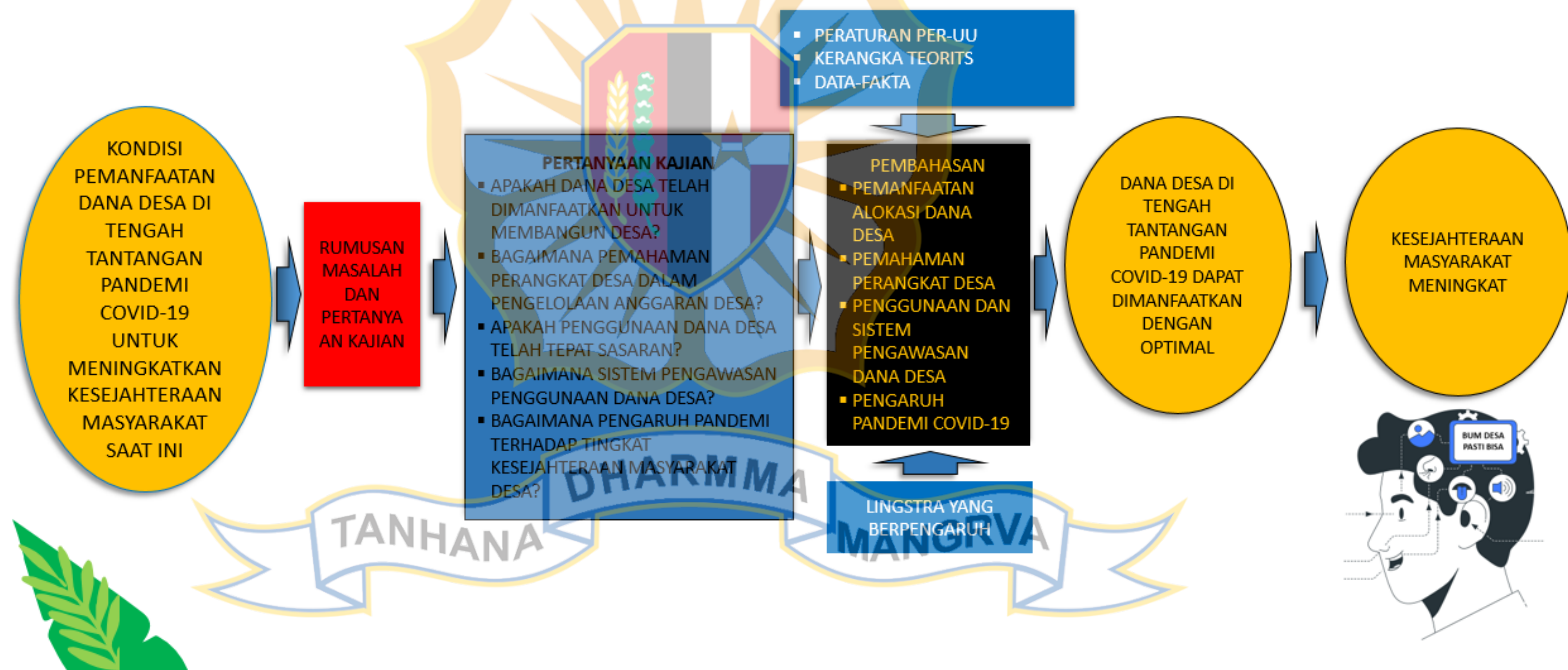 KONDISI
PEMANFAATAN
DANA DESA DI
TENGAH
TANTANGAN
PANDEMI
COVID-19
UNTUK
MENINGKATKAN
KESEJAHTERAAN
MASYARAKAT
SAAT INI
RUMUSAN
MASALAH
DAN
PERTANYA
AN KAJIAN
PERTANYAAN KAJIAN
▪ APAKAH DANA DESA TELAH
DIMANFAATKAN UNTUK
MEMBANGUN DESA?
▪ BAGAIMANA PEMAHAMAN
PERANGKAT DESA DALAM
PENGELOLAAN ANGGARAN DESA?
▪ APAKAH PENGGUNAAN DANA DESA
TELAH TEPAT SASARAN?
▪ BAGAIMANA SISTEM PENGAWASAN
PENGGUNAAN DANA DESA?
▪ BAGAIMANA PENGARUH PANDEMI
TERHADAP TINGKAT
KESEJAHTERAAN MASYARAKAT
DESA?
▪ PERATURAN PER-UU
▪ KERANGKA TEORITS
▪ DATA-FAKTA
PEMBAHASAN
▪ PEMANFAATAN
ALOKASI DANA
DESA
▪ PEMAHAMAN
PERANGKAT DESA
▪ PENGGUNAAN DAN
SISTEM
PENGAWASAN
DANA DESA
▪ PENGARUH
PANDEMI COVID-19
LINGSTRA YANG
BERPENGARUH
DANA DESA DI
TENGAH
TANTANGAN
PANDEMI
COVID-19 DAPAT
DIMANFAATKAN
DENGAN
OPTIMAL
KESEJAHTERAAN
MASYARAKAT
MENINGKAT
BUM DESA
PASTI BISA
TANHANA DHARMMA MANGRVA